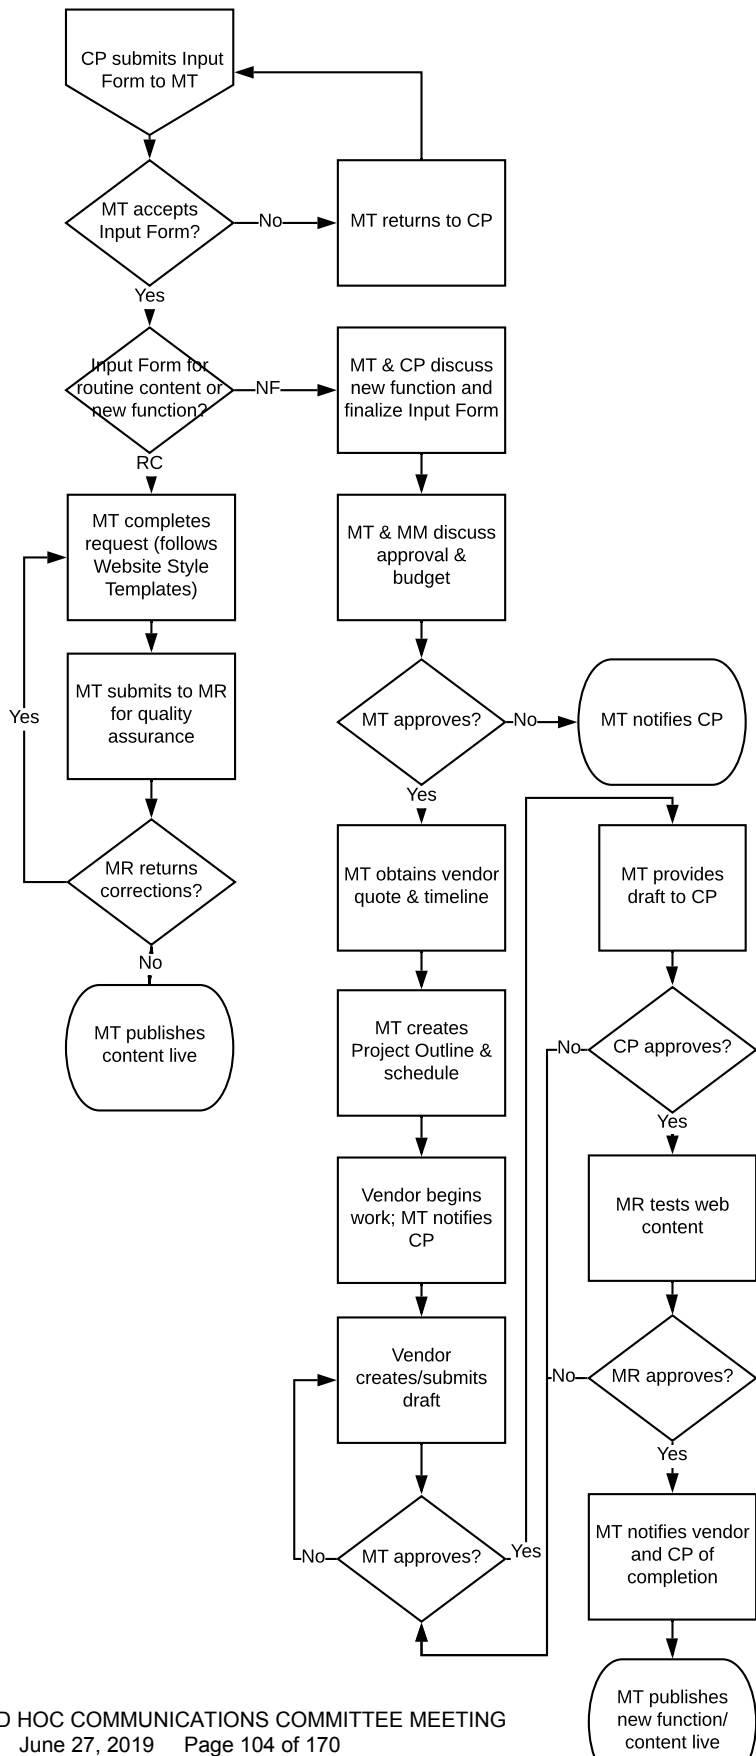 CP submits Input
Form to MT
MT accepts
Input Form?
No
MT returns to CP
Yes
Input Form for
routine content or
new function?
NF
MT & CP discuss
new function and
finalize Input Form
RC
MT completes
request (follows
Website Style
Templates)
MT & MM discuss
approval &
budget
MT submits to MR
for quality
assurance
Yes
MT approves?
No
MT notifies CP
Yes
MR returns
corrections?
MT obtains vendor
quote & timeline
MT provides
draft to CP
No
MT publishes
content live
MT creates
Project Outline &
schedule
No
CP approves?
Yes
Vendor begins
work; MT notifies
CP
MR tests web
content
Vendor
creates/submits
draft
No
MR approves?
Yes
No
MT approves?
Yes
MT notifies vendor
and CP of
completion
MT publishes
new function/
content live
D HOC COMMUNICATIONS COMMITTEE MEETING
June 27, 2019 Page 104 of 170